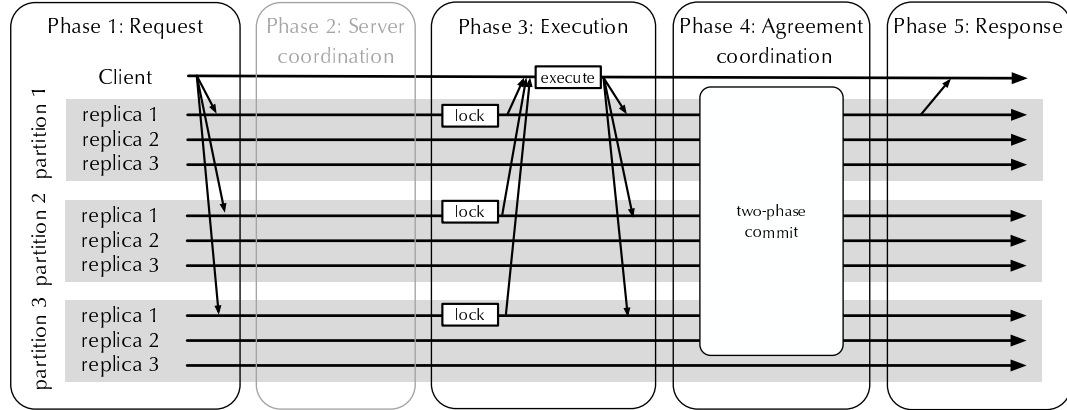 Phase 1: Request
Phase 2: Server
coordination
Phase 3: Execution
Phase 4: Agreement
coordination
Phase 5: Response
Client
execute
partition 1
replica 1
lock
replica 2
replica 3
partition 2
replica 1
lock
replica 2
replica 3
two-phase
commit
partition 3
replica 1
lock
replica 2
replica 3